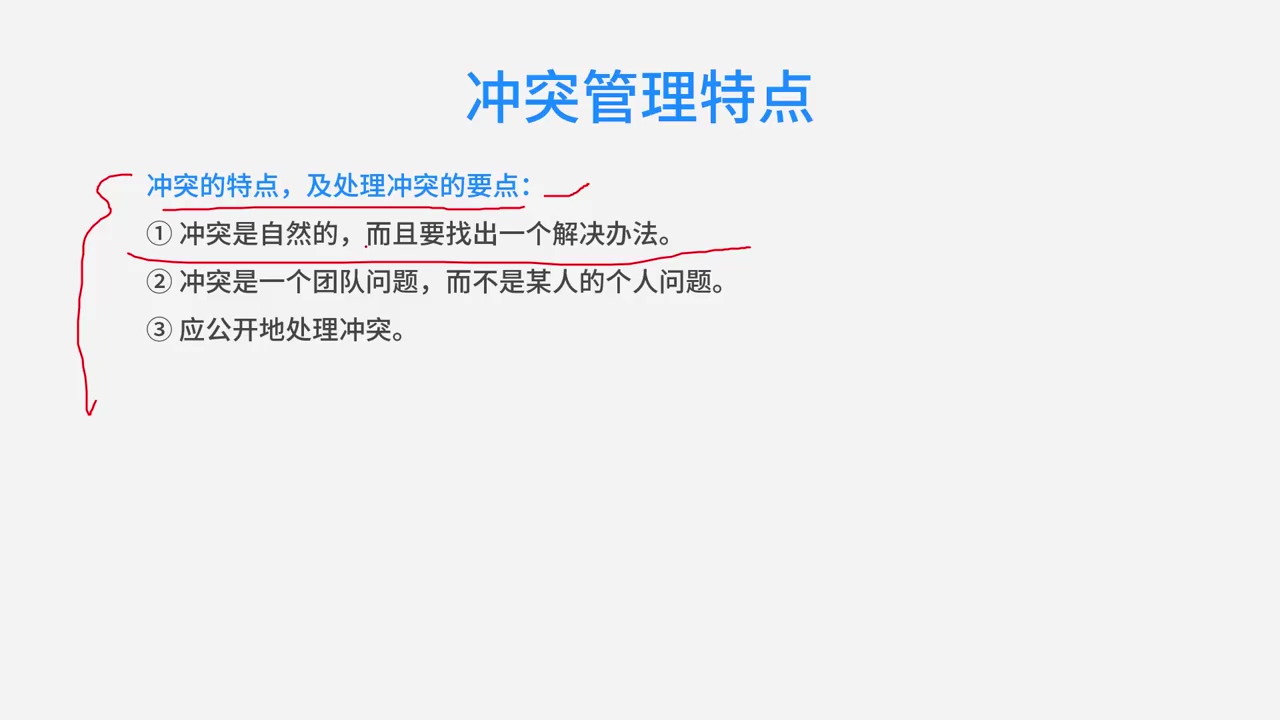 冲突管理特点
冲突的特点，及处理冲突的要点：
① 冲突是自然的，而且要找出一个解决办法。
② 冲突是一个团队问题，而不是某人的个人问题。
③ 应公开地处理冲突。